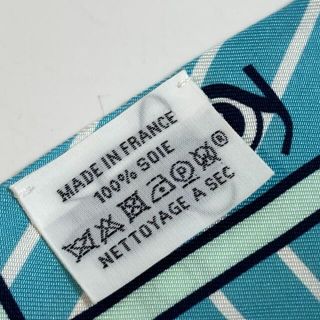 MADE IN FRANCE
100% SOIE
®
NETTOYAGE A SEC